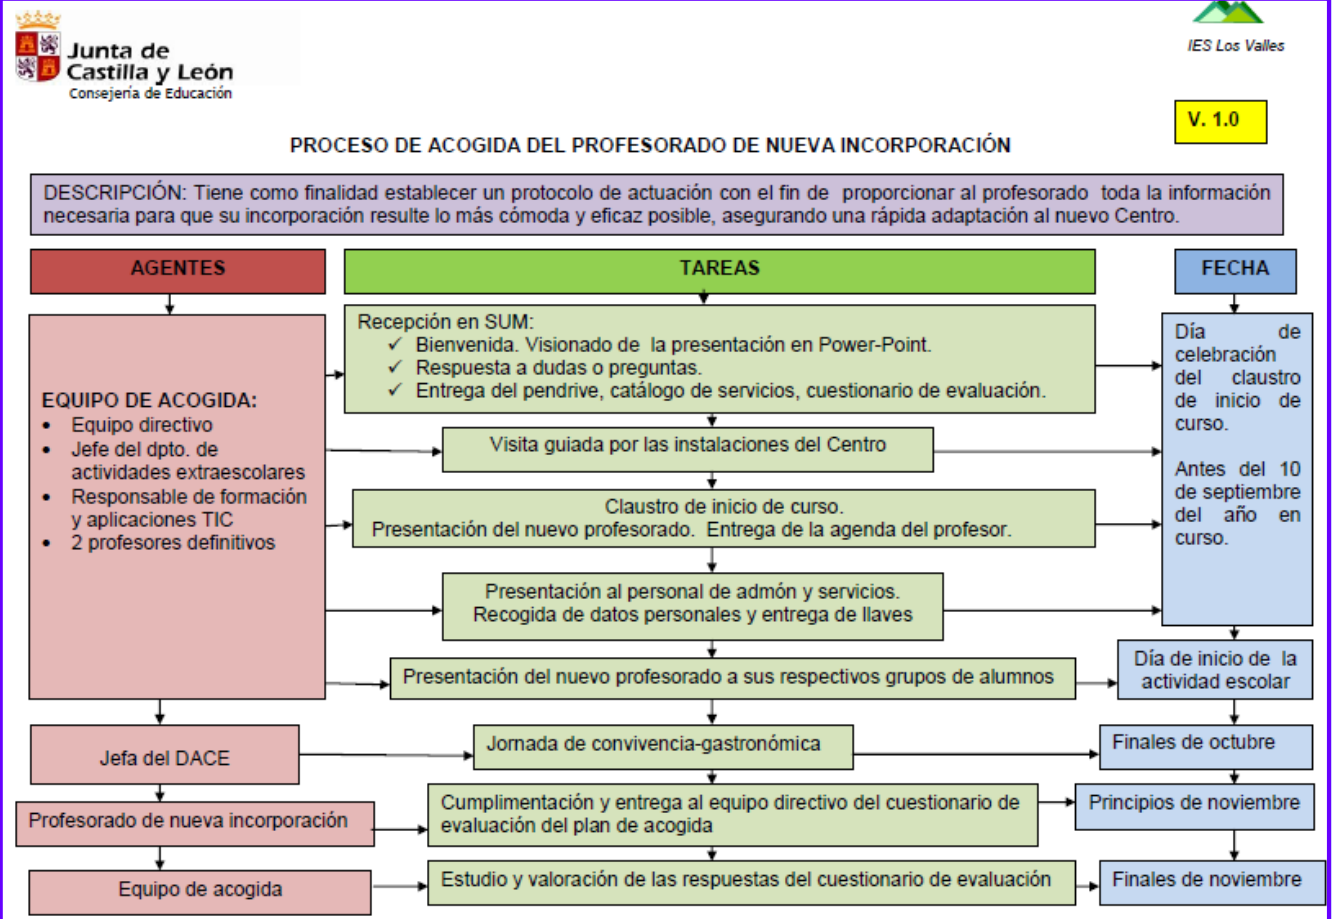 Junta de
Castilla y León
Consejería de Educación
IES Los Valles
V. 1.0
PROCESO DE ACOGIDA DEL PROFESORADO DE NUEVA INCORPORACIÓN
DESCRIPCIÓN: Tiene como finalidad establecer un protocolo de actuación con el fin de proporcionar al profesorado toda la información
necesaria para que su incorporación resulte lo más cómoda y eficaz posible, asegurando una rápida adaptación al nuevo Centro.
AGENTES
TAREAS
FECHA
EQUIPO DE ACOGIDA:
• Equipo directivo
• Jefe del dpto. de
actividades extraescolares
• Responsable de formación
y aplicaciones TIC
• 2 profesores definitivos
Recepción en SUM:
✓ Bienvenida. Visionado de la presentación en Power-Point.
✓ Respuesta a dudas o preguntas.
✓ Entrega del pendrive, catálogo de servicios, cuestionario de evaluación.
Día de
celebración
del claustro
de inicio de
curso.
Antes del 10
de septiembre
del año en
curso.
Visita guiada por las instalaciones del Centro
Claustro de inicio de curso.
Presentación del nuevo profesorado. Entrega de la agenda del profesor.
Presentación al personal de admón y servicios.
Recogida de datos personales y entrega de llaves
Presentación del nuevo profesorado a sus respectivos grupos de alumnos
Día de inicio de la
actividad escolar
Jefa del DACE
Jornada de convivencia-gastronómica
Finales de octubre
Profesorado de nueva incorporación
Cumplimentación y entrega al equipo directivo del cuestionario de
evaluación del plan de acogida
Principios de noviembre
Equipo de acogida
Estudio y valoración de las respuestas del cuestionario de evaluación
Finales de noviembre